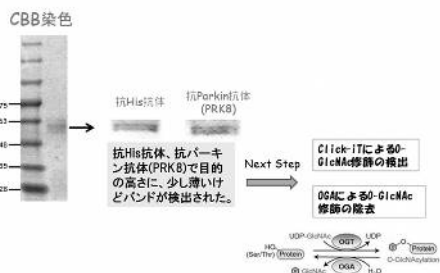 CBB染色
抗His抗体
抗Parkin抗体
(PRK8)
75
53
48
35
28
抗His抗体、抗パーキ
ン抗体(PRK8)で目的
の高さに、少し薄いけ
どバンドが検出された。
Next Step
Click-iTによるO-
GlcNAc修飾の検出
OGAによるO-GlcNAc
修飾の除去
UDP-GlcNAc
UDP
OGT
HO
(Ser/Thr)
Protein
Protein
O-GlcNAcylation
OGA
GlcNAc
H₂O